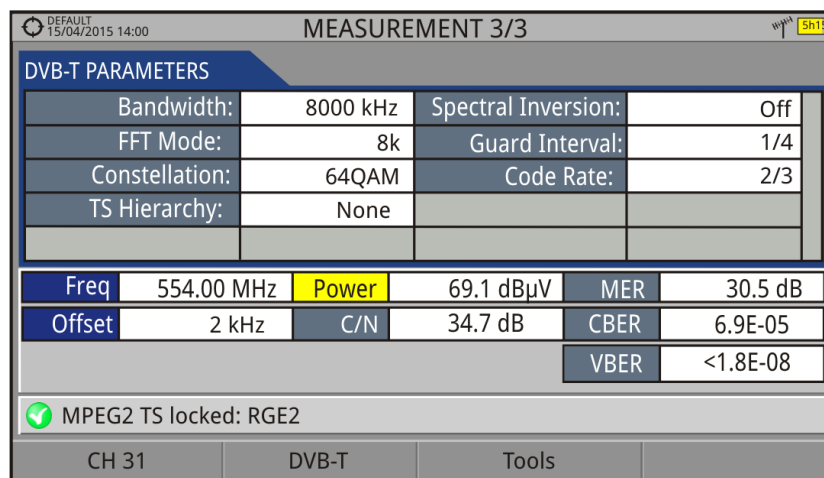 DEFAULT
15/04/2015 14:00
MEASUREMENT 3/3
DVB-T PARAMETERS
Bandwidth: 8000 kHz Spectral Inversion: Off
FFT Mode: 8k Guard Interval: 1/4
Constellation: 64QAM Code Rate: 2/3
TS Hierarchy: None
Freq 554.00 MHz Power 69.1 dBµV MER 30.5 dB
Offset 2 kHz C/N 34.7 dB CBER 6.9E-05
VBER <1.8E-08
MPEG2 TS locked: RGE2
CH 31 DVB-T Tools